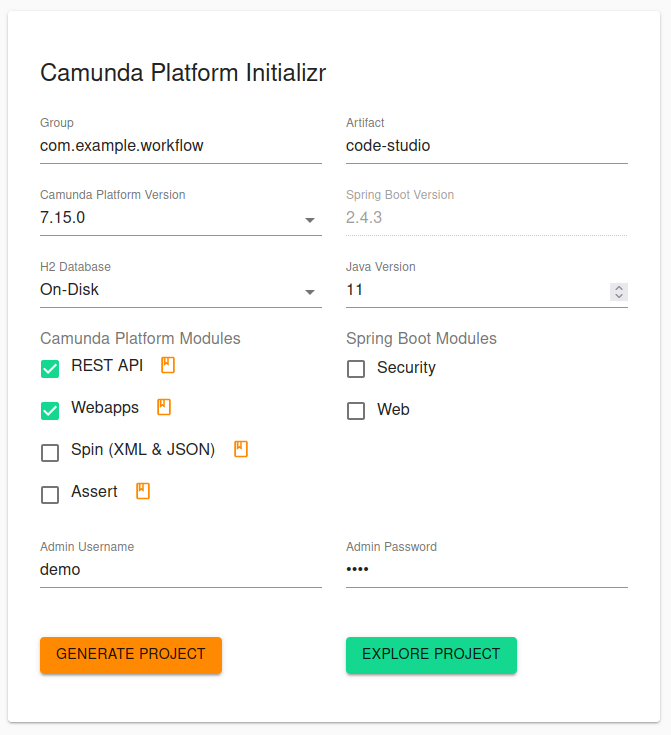 Camunda Platform Initializr
Group
Artifact
com.example.workflow
code-studio
Camunda Platform Version
Spring Boot Version
7.15.0
2.4.3
H2 Database
Java Version
On-Disk
11
Camunda Platform Modules
Spring Boot Modules
REST API
Security
Webapps
Web
Spin (XML & JSON)
Assert
Admin Username
Admin Password
demo
••••
GENERATE PROJECT
EXPLORE PROJECT